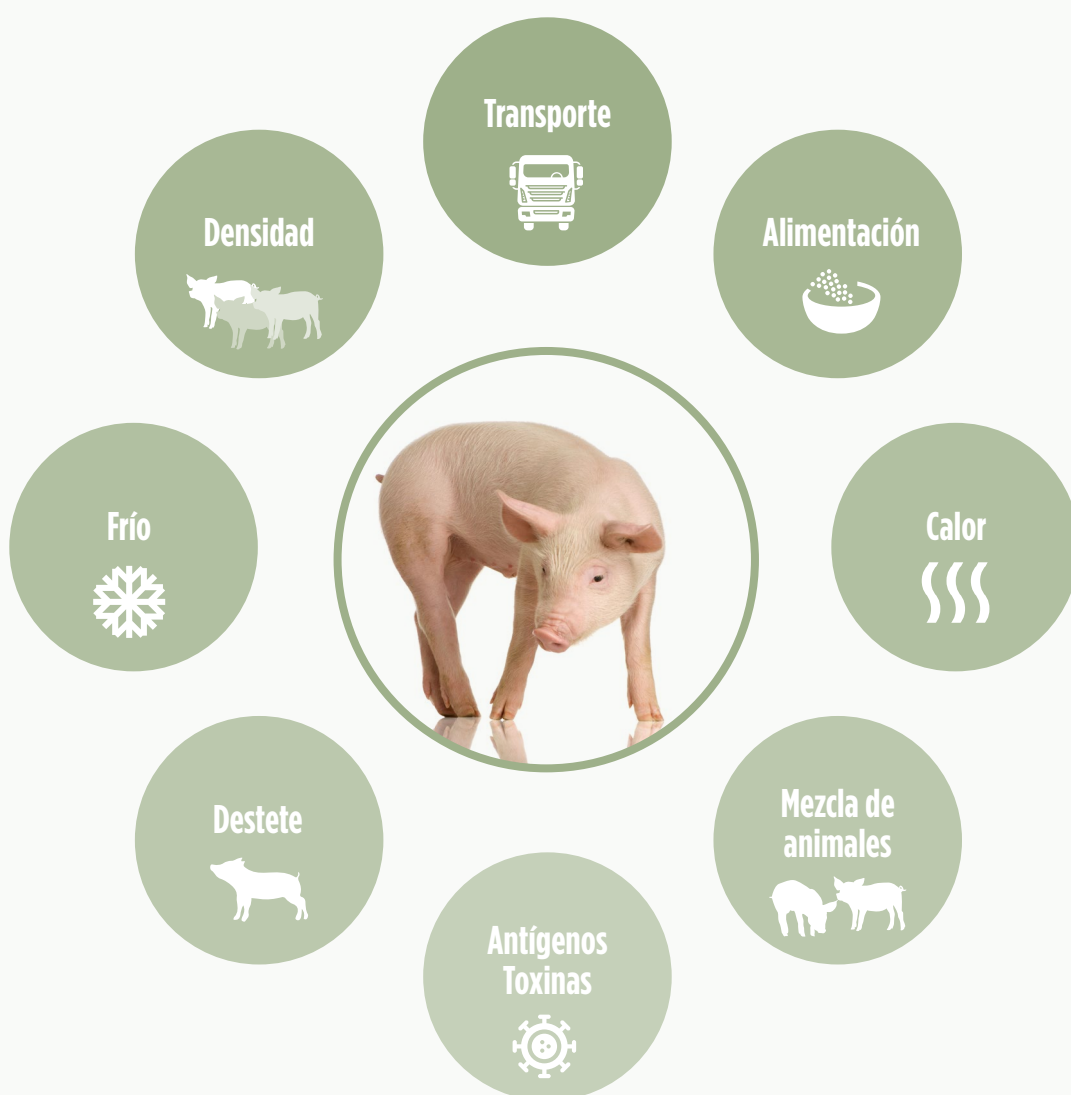 Transporte
Densidad
Alimentación
Frío
Calor
Destete
Mezcla de
animales
Antígenos
Toxinas